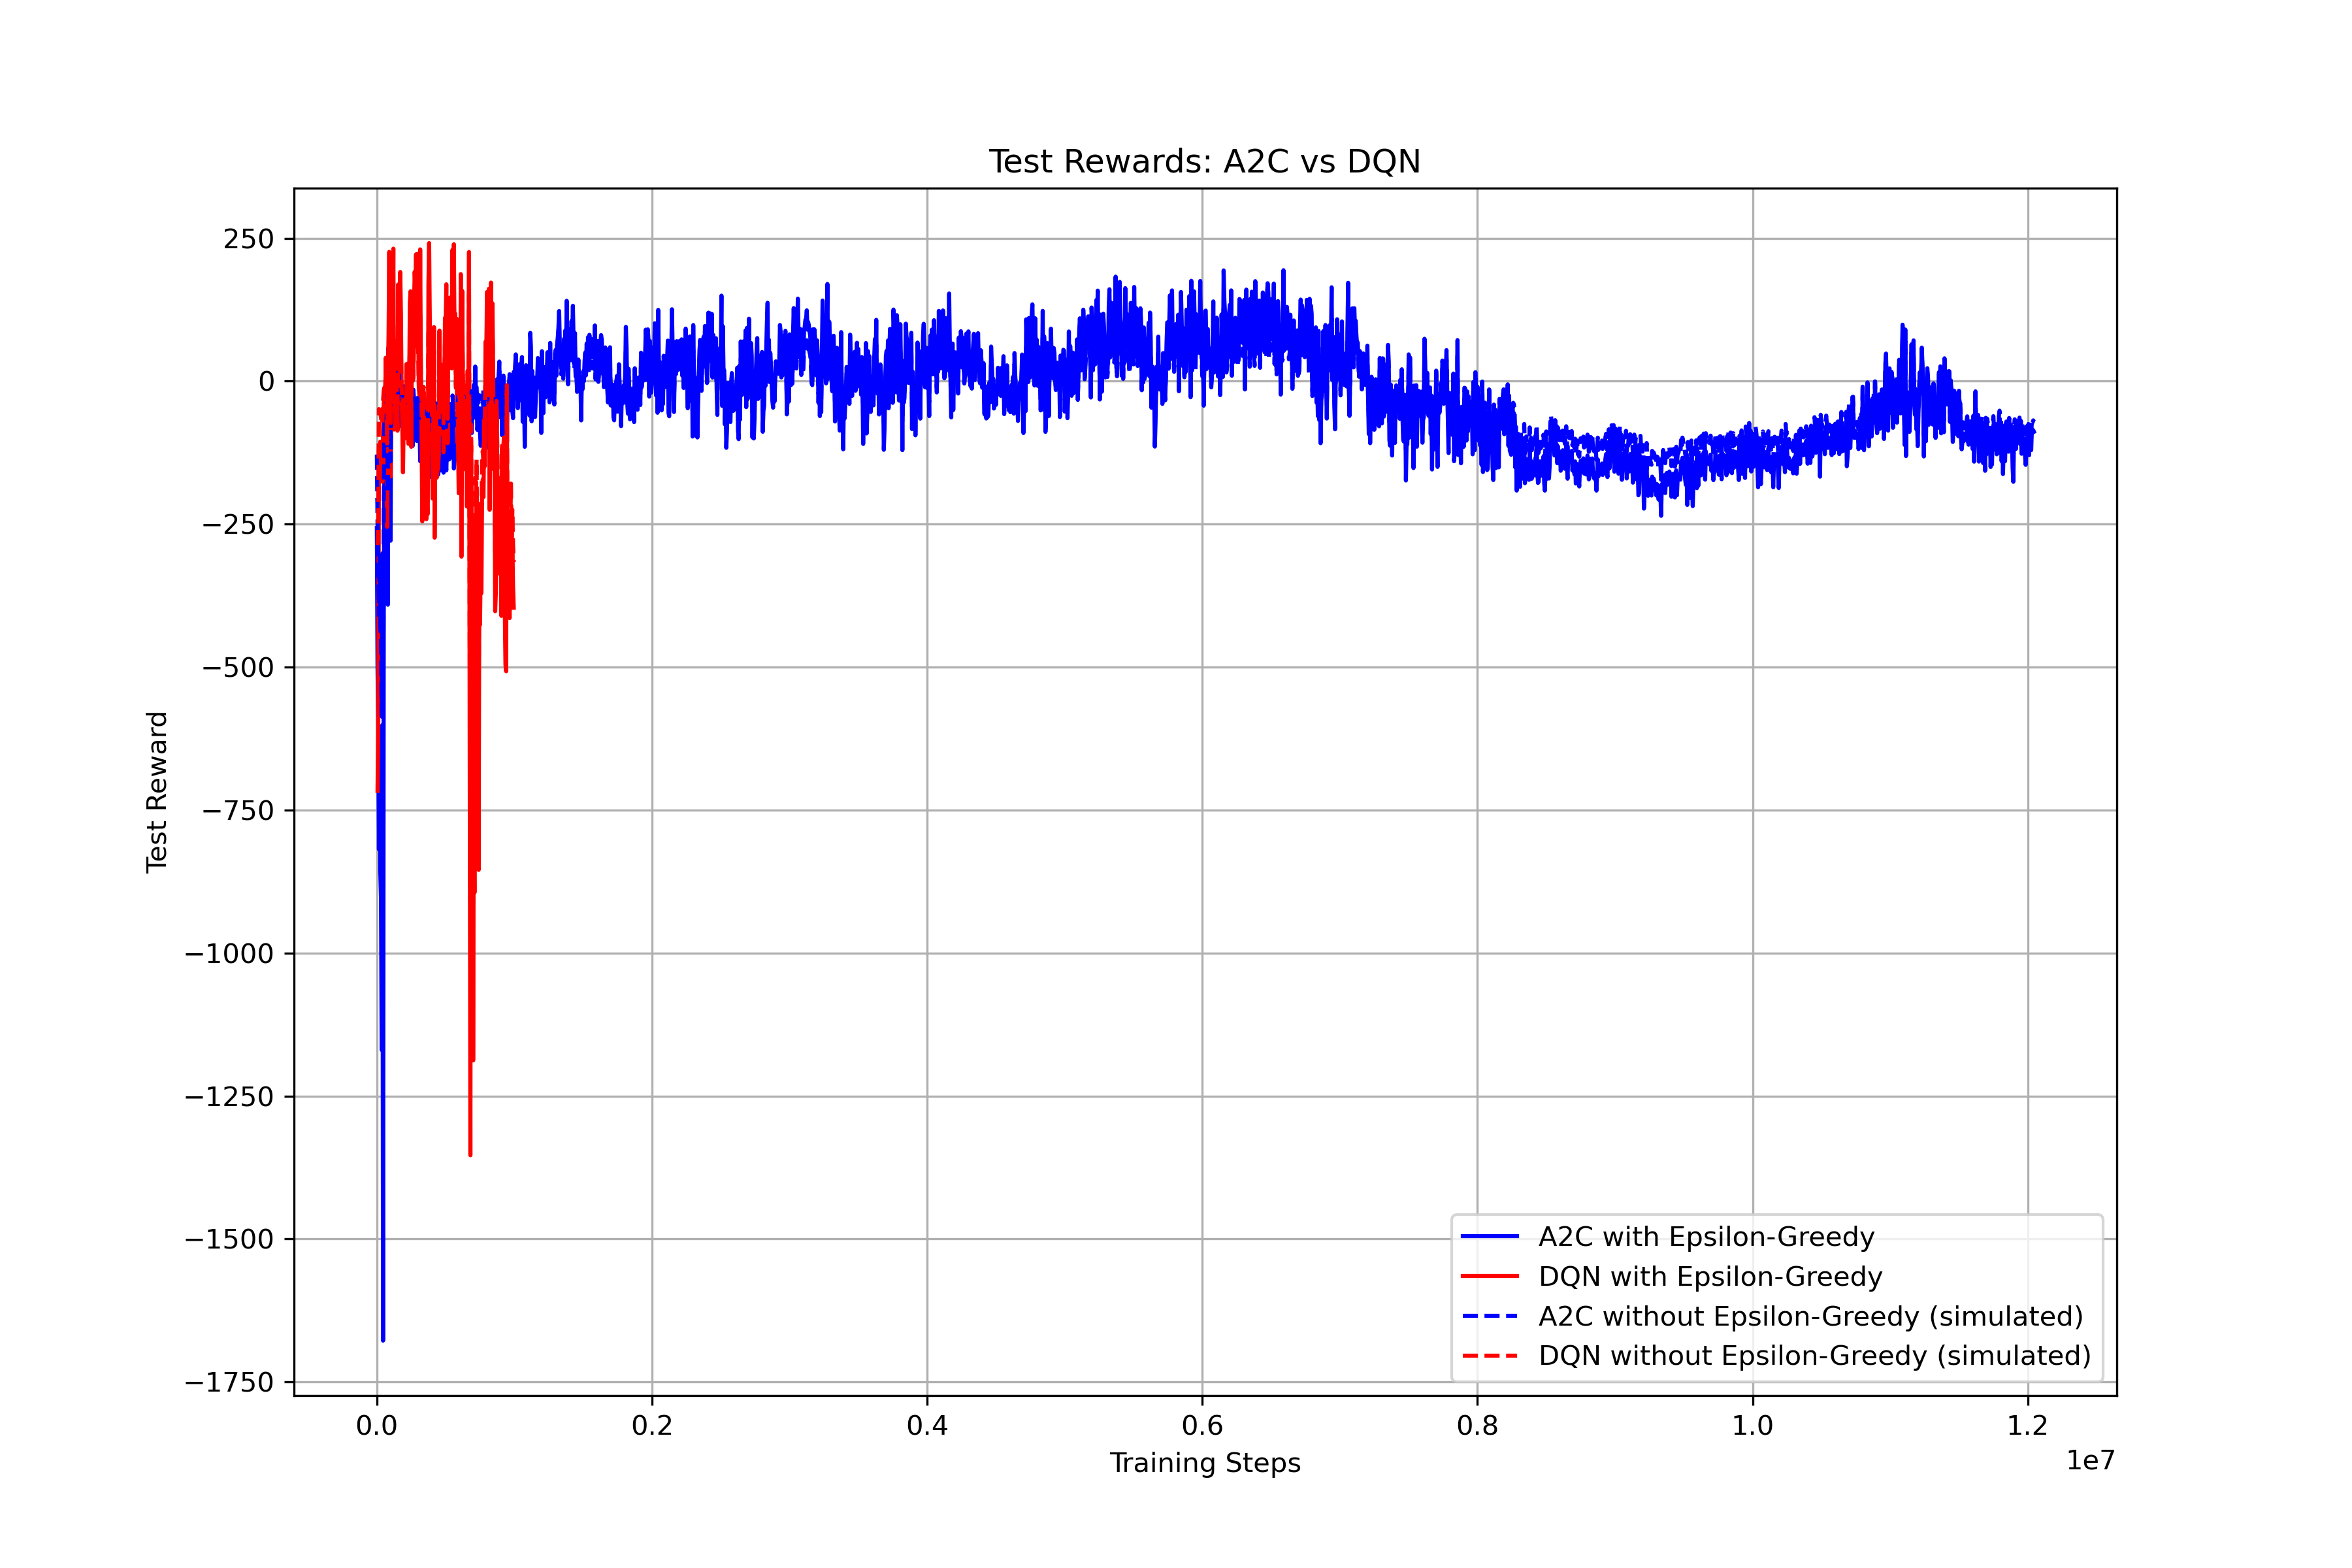 Test Rewards: A2C vs DQN
250
0
−250
−500
−750
−1000
−1250
−1500
−1750
Test Reward
A2C with Epsilon-Greedy
DQN with Epsilon-Greedy
A2C without Epsilon-Greedy (simulated)
DQN without Epsilon-Greedy (simulated)
0.0 0.2 0.4 0.6 0.8 1.0 1.2
1e7
Training Steps